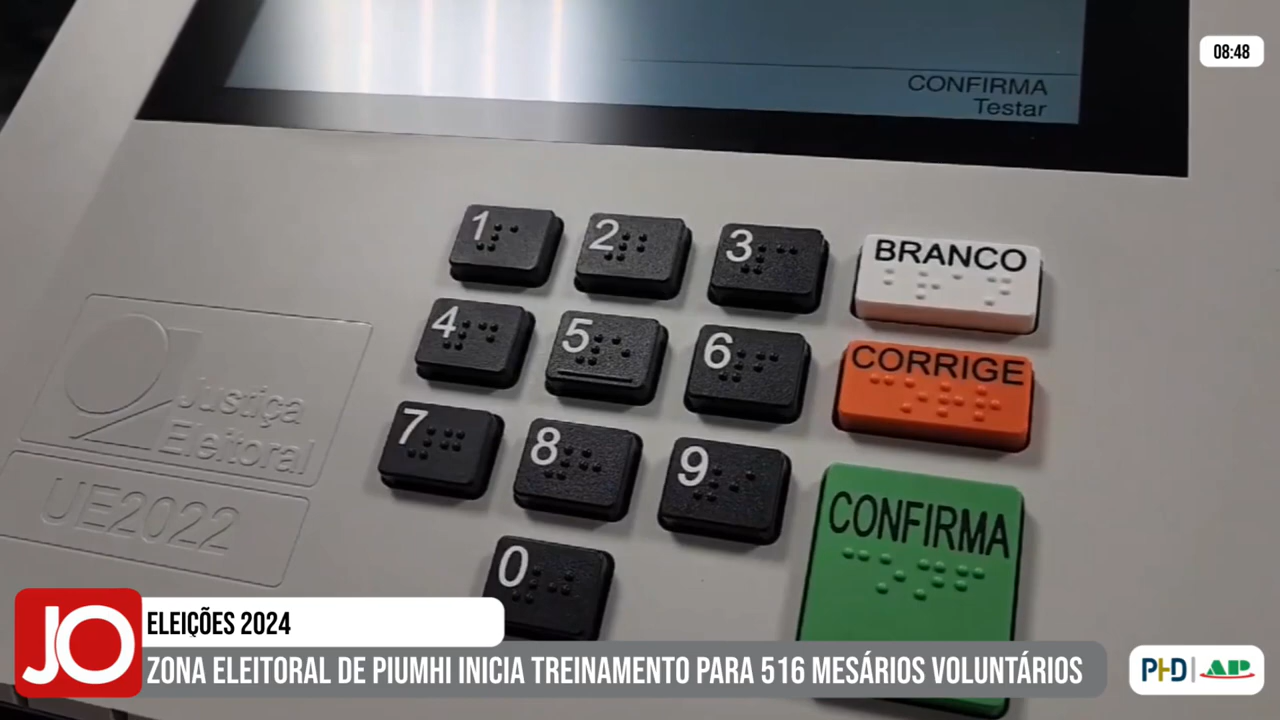 08:48
CONFIRMA
Testar
1
2
3
BRANCO
4
5
6
CORRIGE
7
8
9
CONFIRMA
0
Justiça
Eleitoral
UE2022
JO
ELEIÇÕES 2024
ZONA ELEITORAL DE PIUMHI INICIA TREINAMENTO PARA 516 MESÁRIOS VOLUNTÁRIOS
PHD
AP